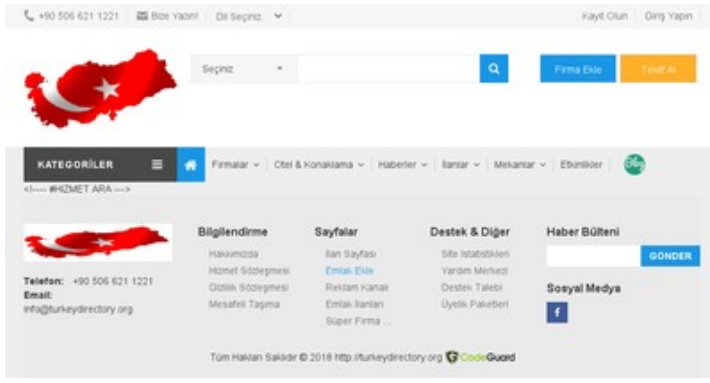 +90 506 621 1221 Bize Yazın! Dil Seçiniz. Kayıt Olun Giriş Yapın
Seçiniz Firma Ekle Teklif Al
KATEGORİLER Firmalar Otel & Konaklama Haberler İlanlar Mekanlar Etkinlikler Blog
<!---- #HIZMET ARA ---->
Bilgilendirme Sayfalar Destek & Diğer Haber Bülteni
Hakkımızda İlan Sayfası Site İstatistikleri
GÖNDER
Hizmet Sözleşmesi Emlak Ekle Yardım Merkezi
Telefon: +90 506 621 1221
Gizlilik Sözleşmesi Reklam Kanalı Destek Talebi Sosyal Medya
Email:
info@turkeydirectory.org
Mesafeli Taşıma Emlak İlanları Üyelik Paketleri
Süper Firma ...
Tüm Hakları Saklıdır © 2018 http://turkeydirectory.org CodeGuard